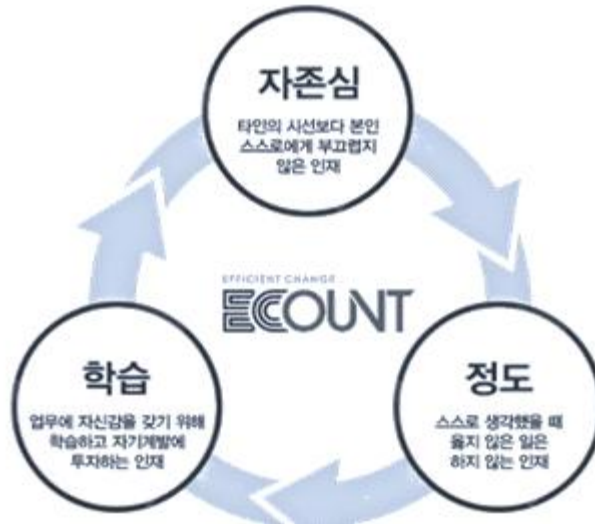 자존심
타인의 시선보다 본인
스스로에게 부끄럽지
않은 인재
EFFICIENT CHANGE
ECOUNT
학습
업무에 자신감을 갖기 위해
학습하고 자기계발에
투자하는 인재
정도
스스로 생각했을 때
옳지 않은 일은
하지 않는 인재